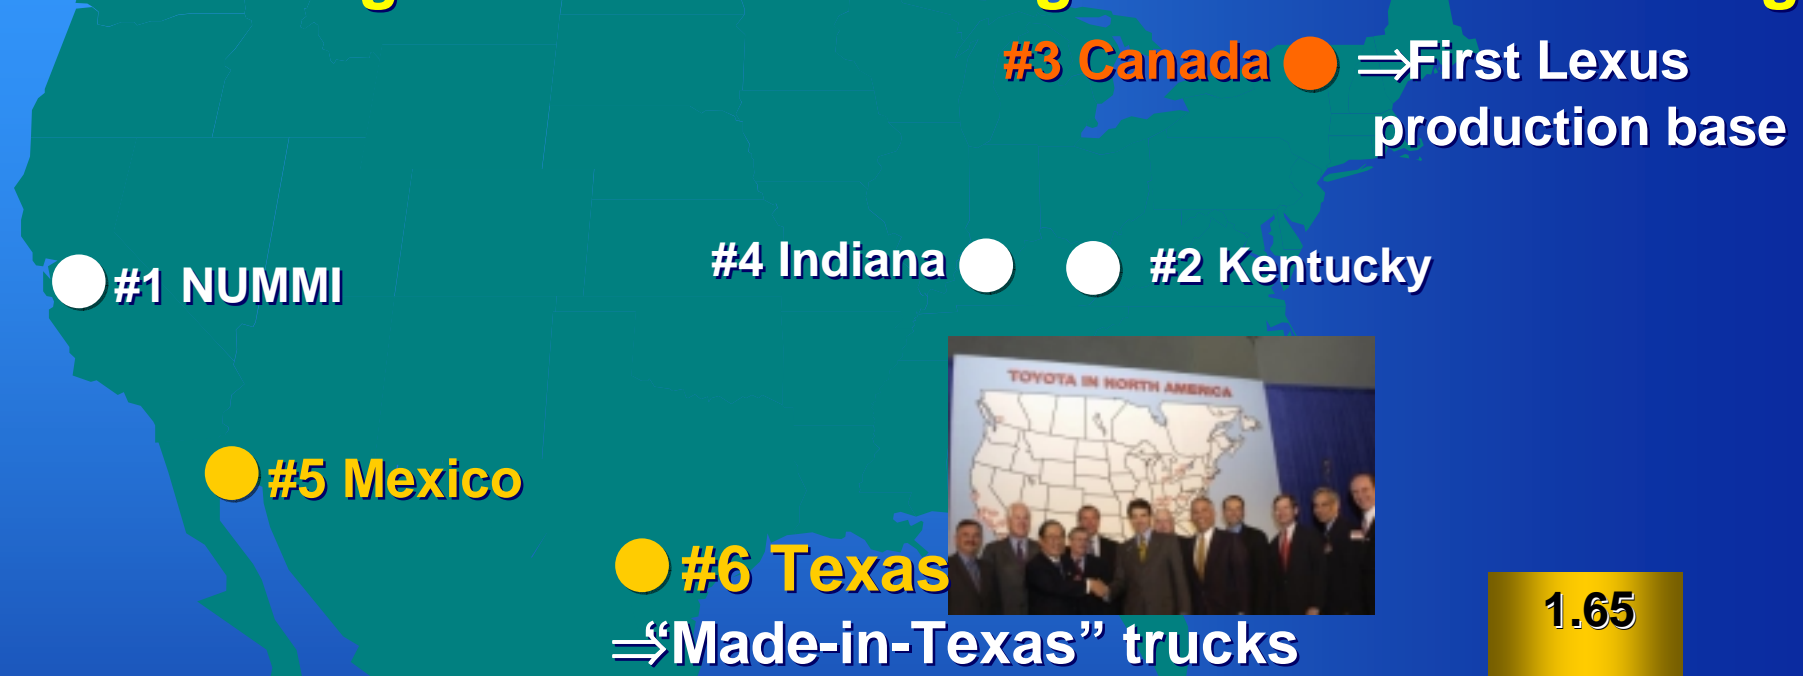 #3 Canada ⇒First Lexus
production base
#4 Indiana
#2 Kentucky
#1 NUMMI
TOYOTA IN NORTH AMERICA
#5 Mexico
#6 Texas
⇒“Made-in-Texas” trucks
1.65